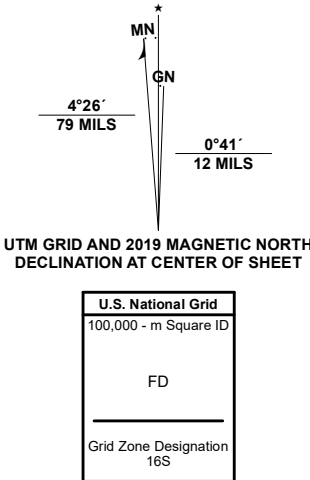 ★
MN
GN
4°26´
79 MILS
0°41´
12 MILS
UTM GRID AND 2019 MAGNETIC NORTH
DECLINATION AT CENTER OF SHEET
U.S. National Grid
100,000 - m Square ID
FD
Grid Zone Designation
16S